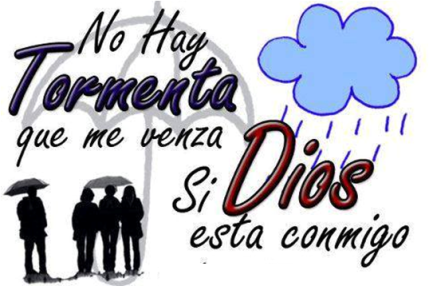 No Hay
Tormenta
que me venza
Si Dios
esta conmigo